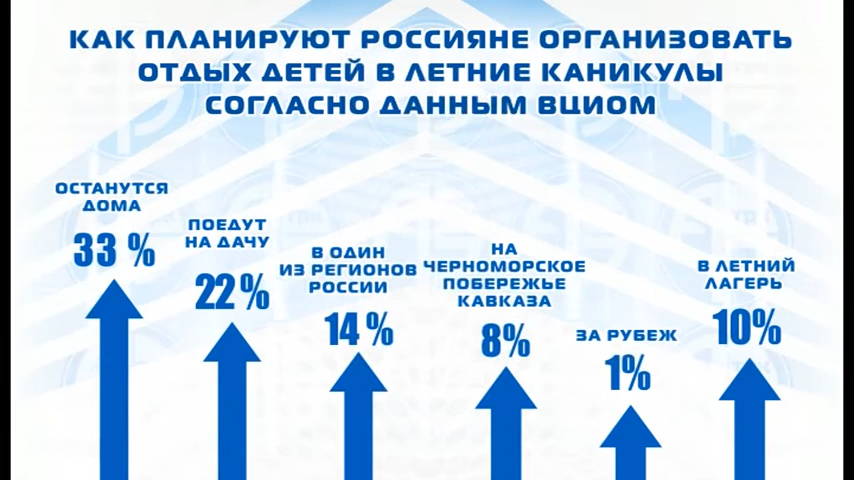 КАК ПЛАНИРУЮТ РОССИЯНЕ ОРГАНИЗОВАТЬ
ОТДЫХ ДЕТЕЙ В ЛЕТНИЕ КАНИКУЛЫ
СОГЛАСНО ДАННЫМ ВЦИОМ
ОСТАНУТСЯ
ДОМА
33 %
ПОЕДУТ
НА ДАЧУ
22 %
В ОДИН
ИЗ РЕГИОНОВ
РОССИИ
14 %
НА
ЧЕРНОМОРСКОЕ
ПОБЕРЕЖЬЕ
КАВКАЗА
8%
ЗА РУБЕЖ
1%
В ЛЕТНИЙ
ЛАГЕРЬ
10%